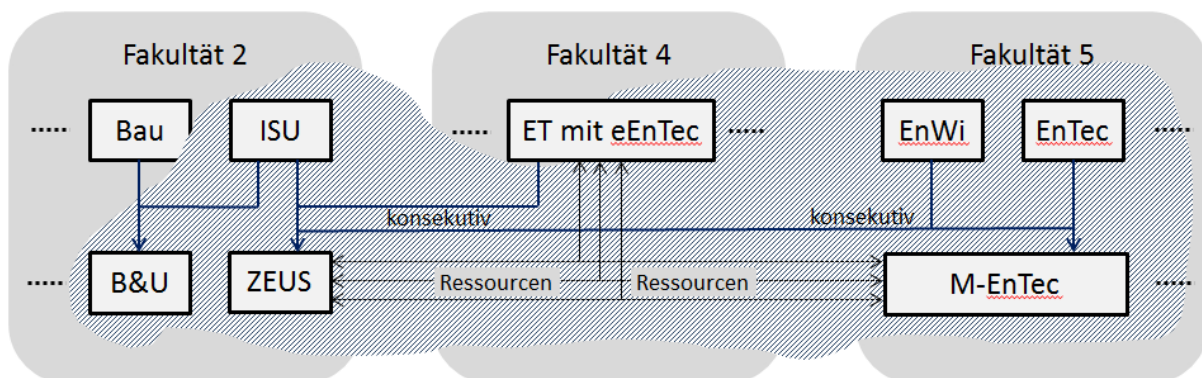 Fakultät 2
Fakultät 4
Fakultät 5
..... Bau
ISU
..... ET mit eEnTec .....
EnWi
EnTec .....
konsekutiv
konsekutiv
..... B&U
ZEUS
Ressourcen
Ressourcen
M-EnTec .....